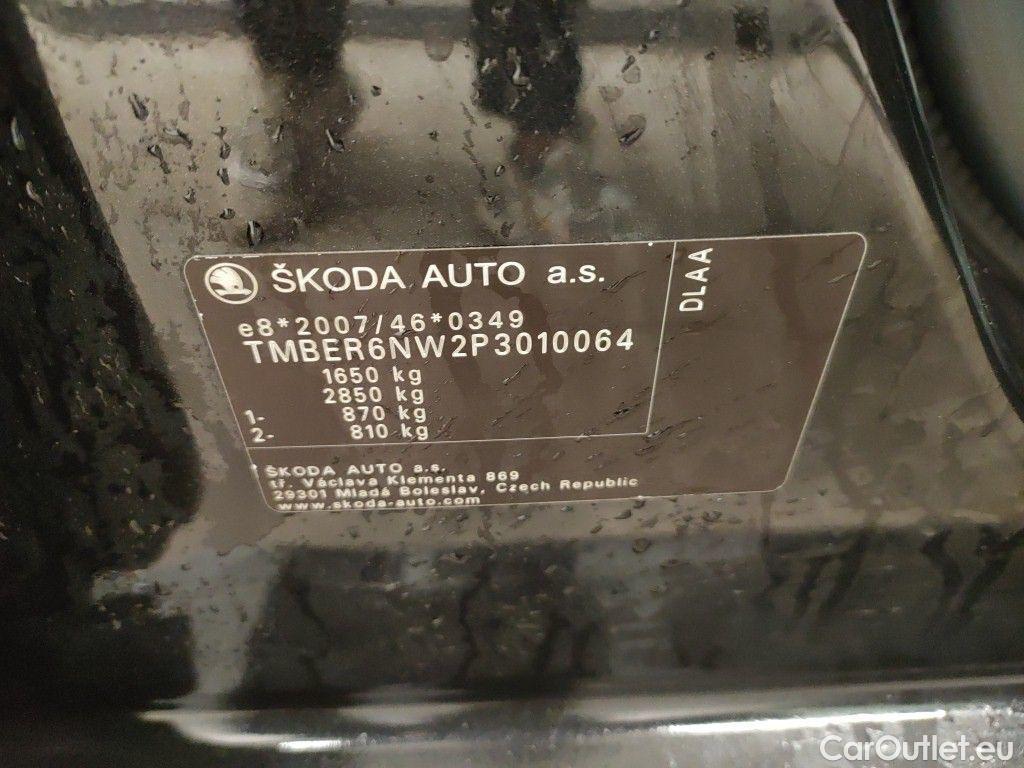 ŠKODA AUTO a.s.
DLAA
e8*2007/46*0349
TMBER6NW2P3010064
1650 kg
2850 kg
1- 870 kg
2- 810 kg
ŠKODA AUTO a.s.
tř. Václava Klementa 869
29301 Mladá Boleslav, Czech Republic
www.skoda-auto.com
CarOutlet.eu